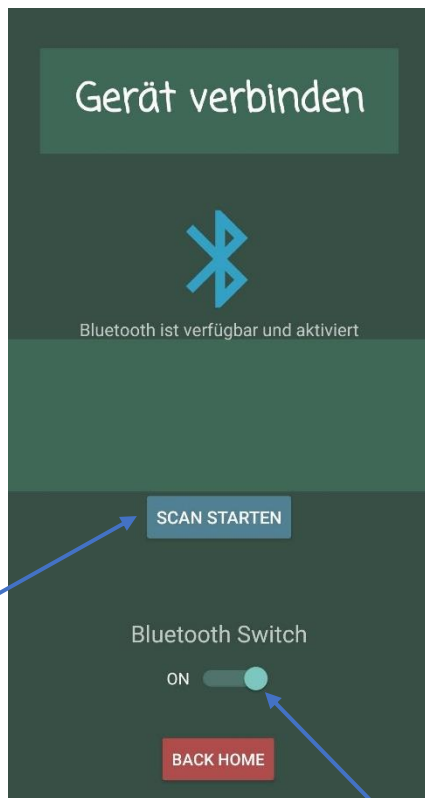 Gerät verbinden
Bluetooth ist verfügbar und aktiviert
SCAN STARTEN
Bluetooth Switch
ON
BACK HOME